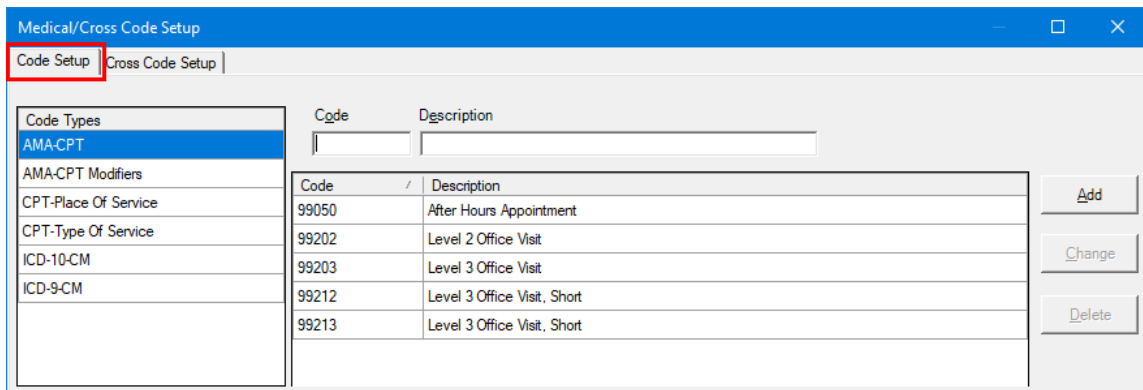 Medical/Cross Code Setup
Code Setup Cross Code Setup
Code Types
AMA-CPT
AMA-CPT Modifiers
CPT-Place Of Service
CPT-Type Of Service
ICD-10-CM
ICD-9-CM
Code Description
Code / Description
99050 After Hours Appointment
99202 Level 2 Office Visit
99203 Level 3 Office Visit
99212 Level 3 Office Visit, Short
99213 Level 3 Office Visit, Short
Add
Change
Delete